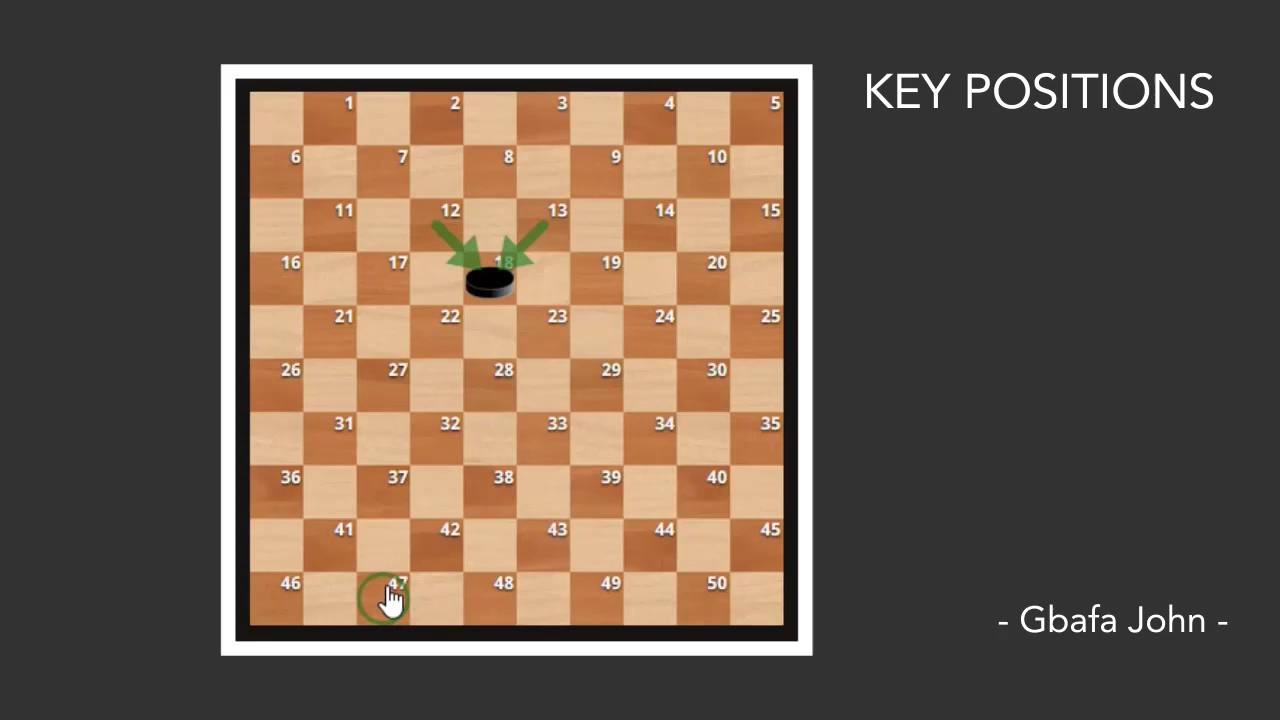 KEY POSITIONS
1 2 3 4 5
6 7 8 9 10
11 12 13 14 15
16 17 18 19 20
21 22 23 24 25
26 27 28 29 30
31 32 33 34 35
36 37 38 39 40
41 42 43 44 45
46 47 48 49 50
- Gbafa John -